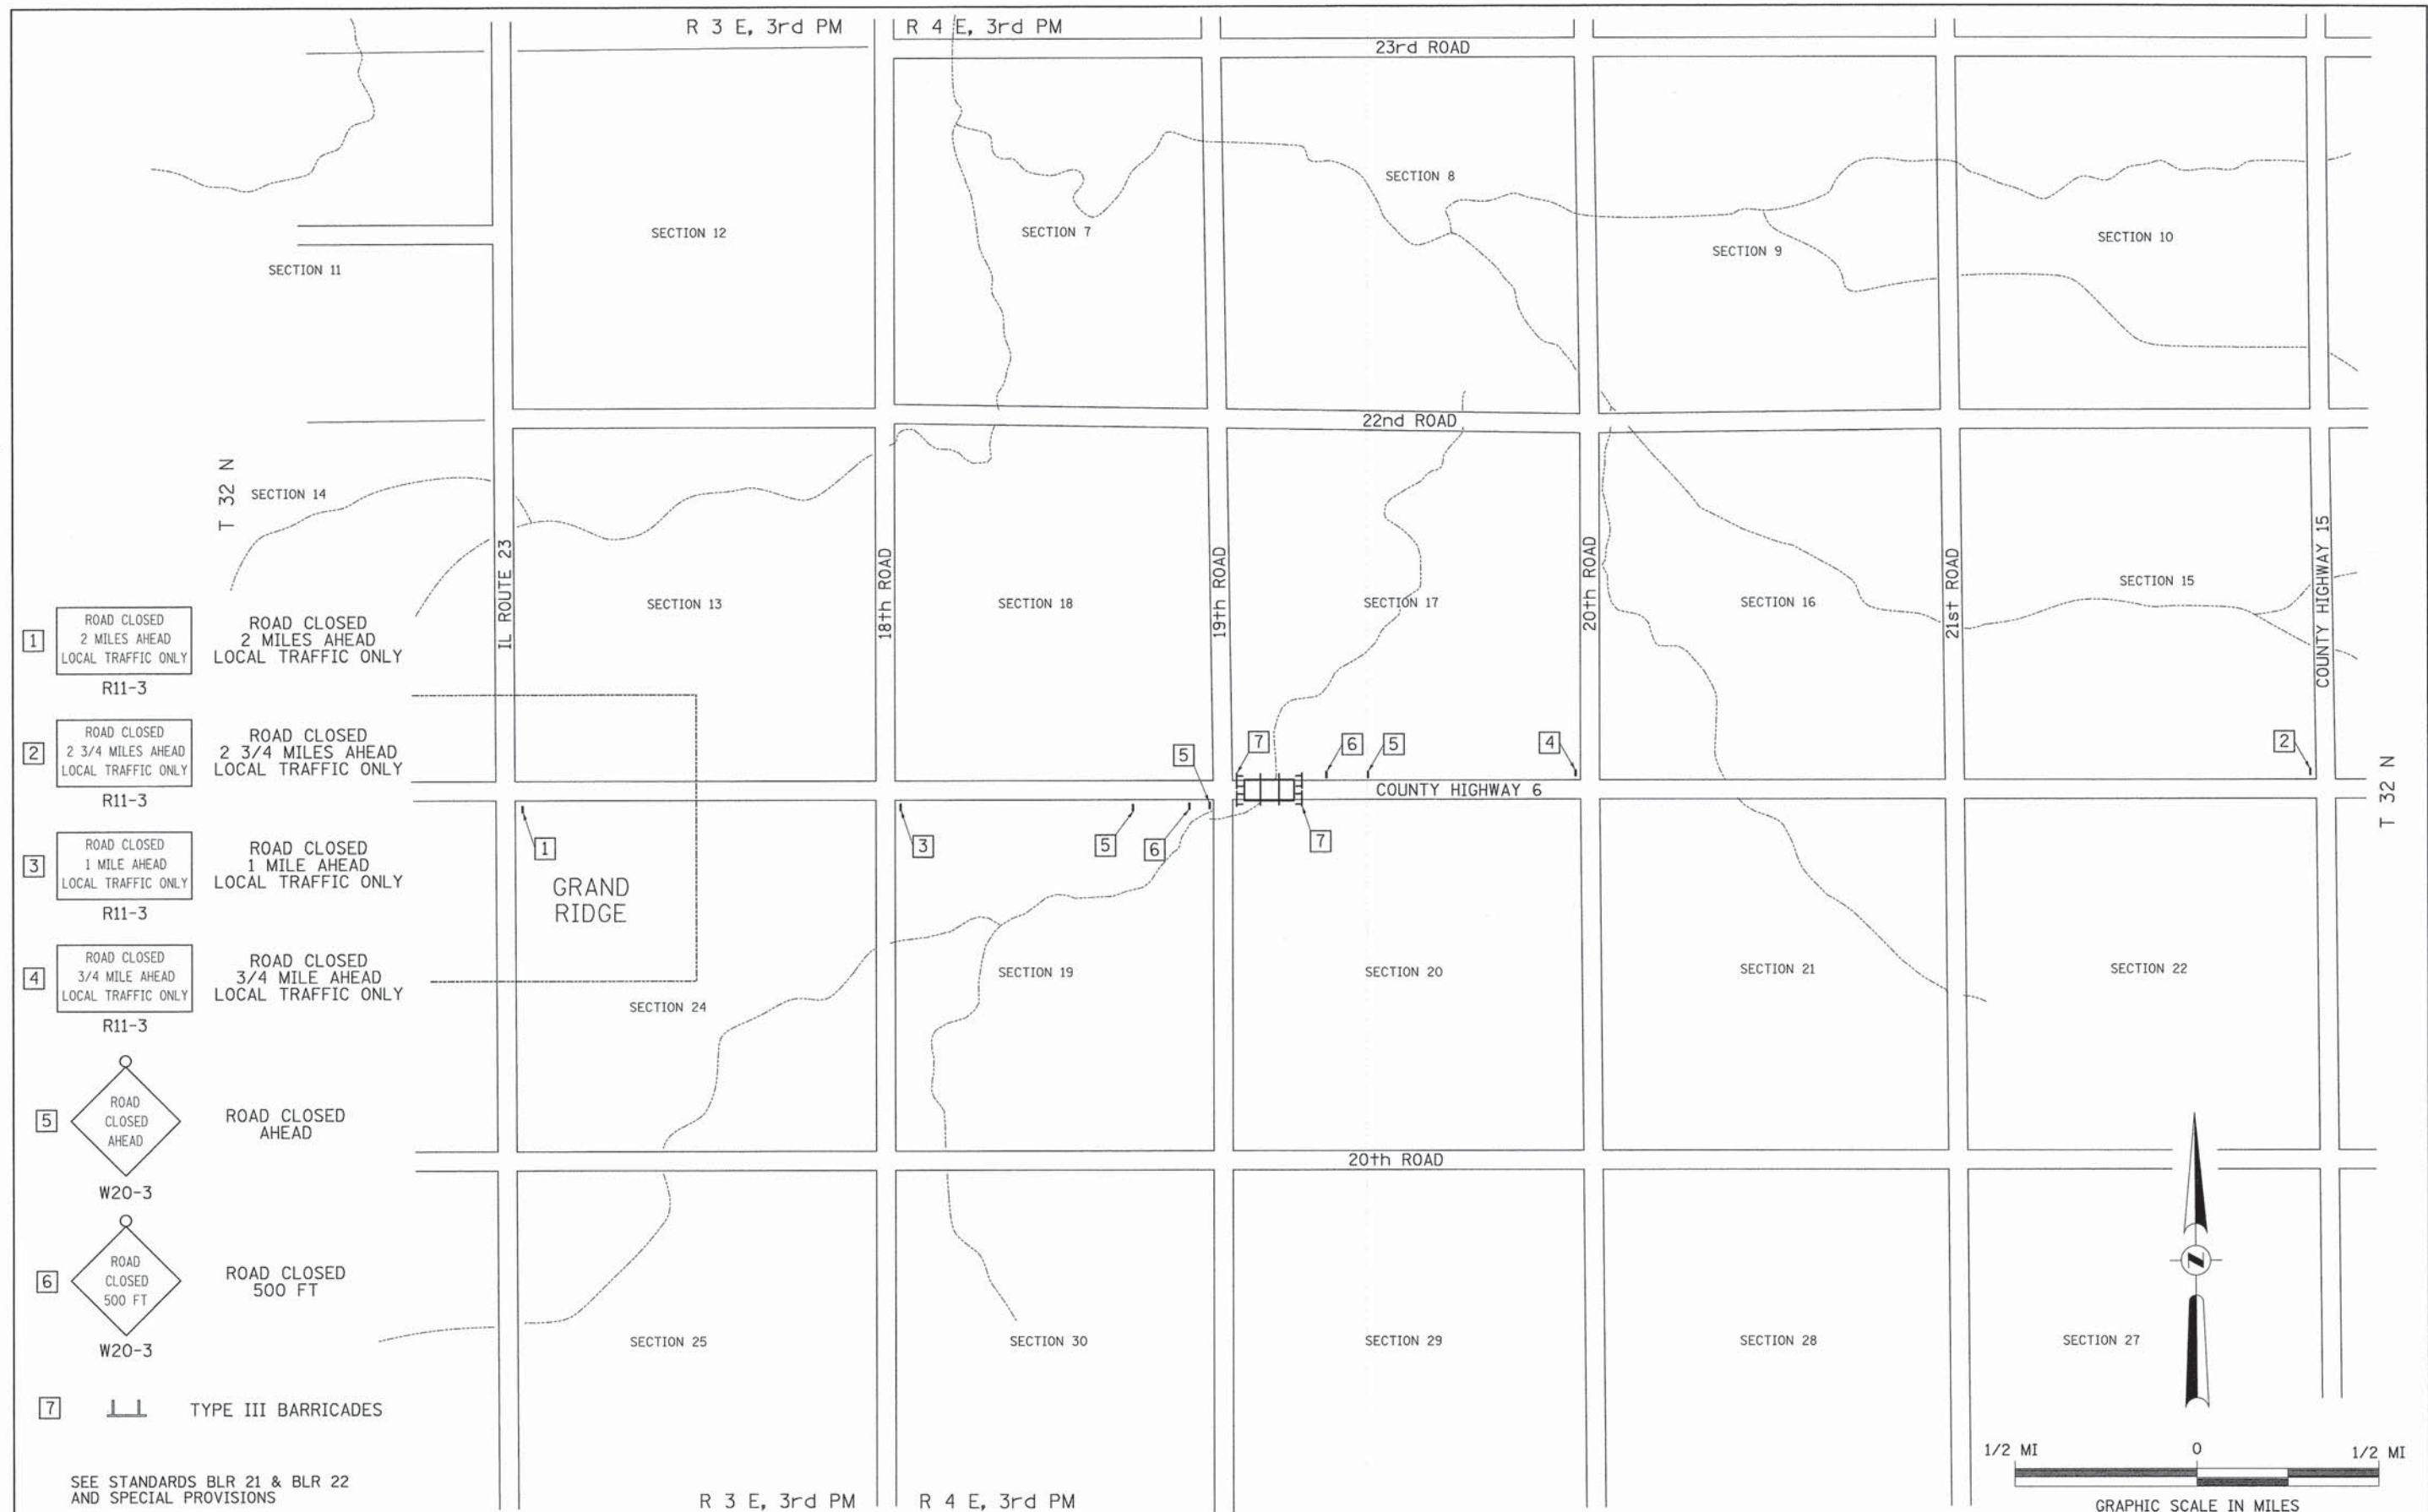 R 3 E, 3rd PM
R 4 E, 3rd PM
23rd ROAD
SECTION 8
SECTION 12
SECTION 7
SECTION 9
SECTION 10
SECTION 11
22nd ROAD
T 32 N
SECTION 14
IL ROUTE 23
18th ROAD
19th ROAD
20th ROAD
21st ROAD
COUNTY HIGHWAY 15
SECTION 13
SECTION 18
SECTION 17
SECTION 16
SECTION 15
1
ROAD CLOSED
2 MILES AHEAD
LOCAL TRAFFIC ONLY
R11-3
ROAD CLOSED
2 MILES AHEAD
LOCAL TRAFFIC ONLY
2
ROAD CLOSED
2 3/4 MILES AHEAD
LOCAL TRAFFIC ONLY
R11-3
ROAD CLOSED
2 3/4 MILES AHEAD
LOCAL TRAFFIC ONLY
3
ROAD CLOSED
1 MILE AHEAD
LOCAL TRAFFIC ONLY
R11-3
ROAD CLOSED
1 MILE AHEAD
LOCAL TRAFFIC ONLY
4
ROAD CLOSED
3/4 MILE AHEAD
LOCAL TRAFFIC ONLY
R11-3
ROAD CLOSED
3/4 MILE AHEAD
LOCAL TRAFFIC ONLY
5
ROAD
CLOSED
AHEAD
W20-3
ROAD CLOSED
AHEAD
6
ROAD
CLOSED
500 FT
W20-3
ROAD CLOSED
500 FT
7
TYPE III BARRICADES
SEE STANDARDS BLR 21 & BLR 22
AND SPECIAL PROVISIONS
5
7
6
5
4
2
COUNTY HIGHWAY 6
T 32 N
1
3
5
6
7
GRAND
RIDGE
SECTION 24
SECTION 19
SECTION 20
SECTION 21
SECTION 22
20th ROAD
SECTION 25
SECTION 30
SECTION 29
SECTION 28
SECTION 27
Z
1/2 MI
0
1/2 MI
GRAPHIC SCALE IN MILES
R 3 E, 3rd PM
R 4 E, 3rd PM